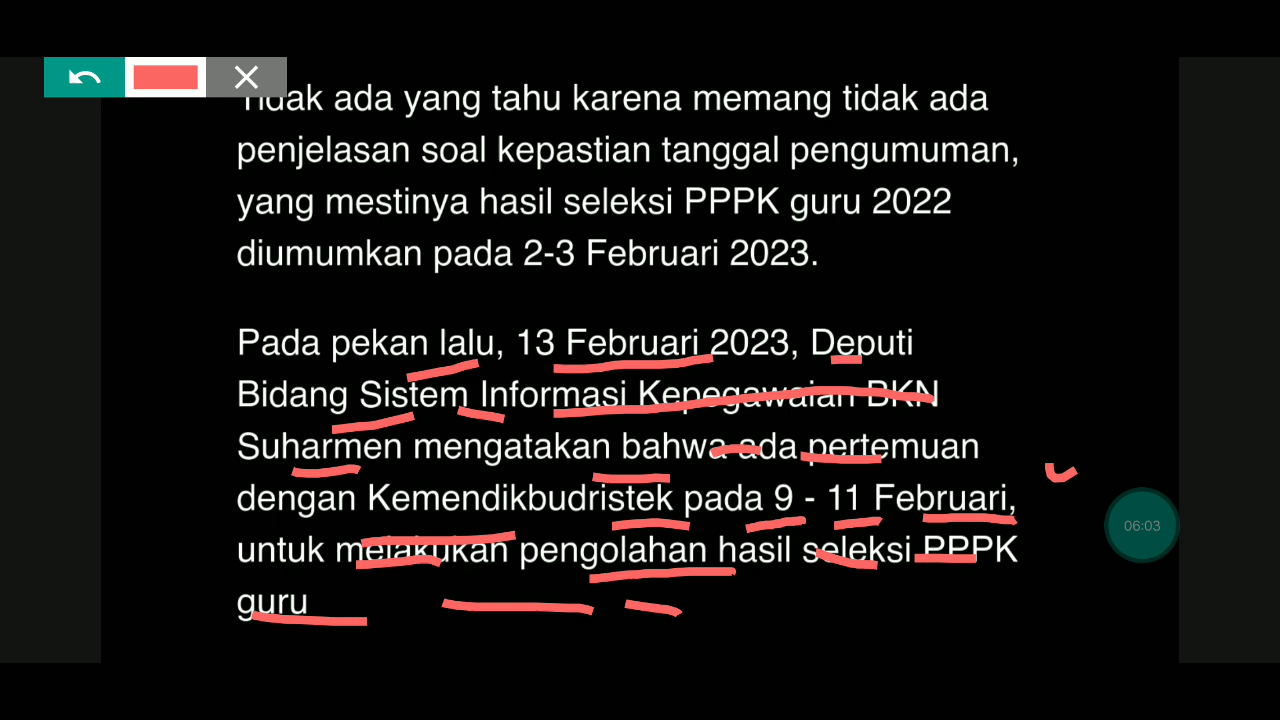 Tidak ada yang tahu karena memang tidak ada
penjelasan soal kepastian tanggal pengumuman,
yang mestinya hasil seleksi PPPK guru 2022
diumumkan pada 2-3 Februari 2023.
Pada pekan lalu, 13 Februari 2023, Deputi
Bidang Sistem Informasi Kepegawaian BKN
Suharmen mengatakan bahwa ada pertemuan
dengan Kemendikbudristek pada 9 - 11 Februari,
06:03
untuk melakukan pengolahan hasil seleksi PPPK
guru